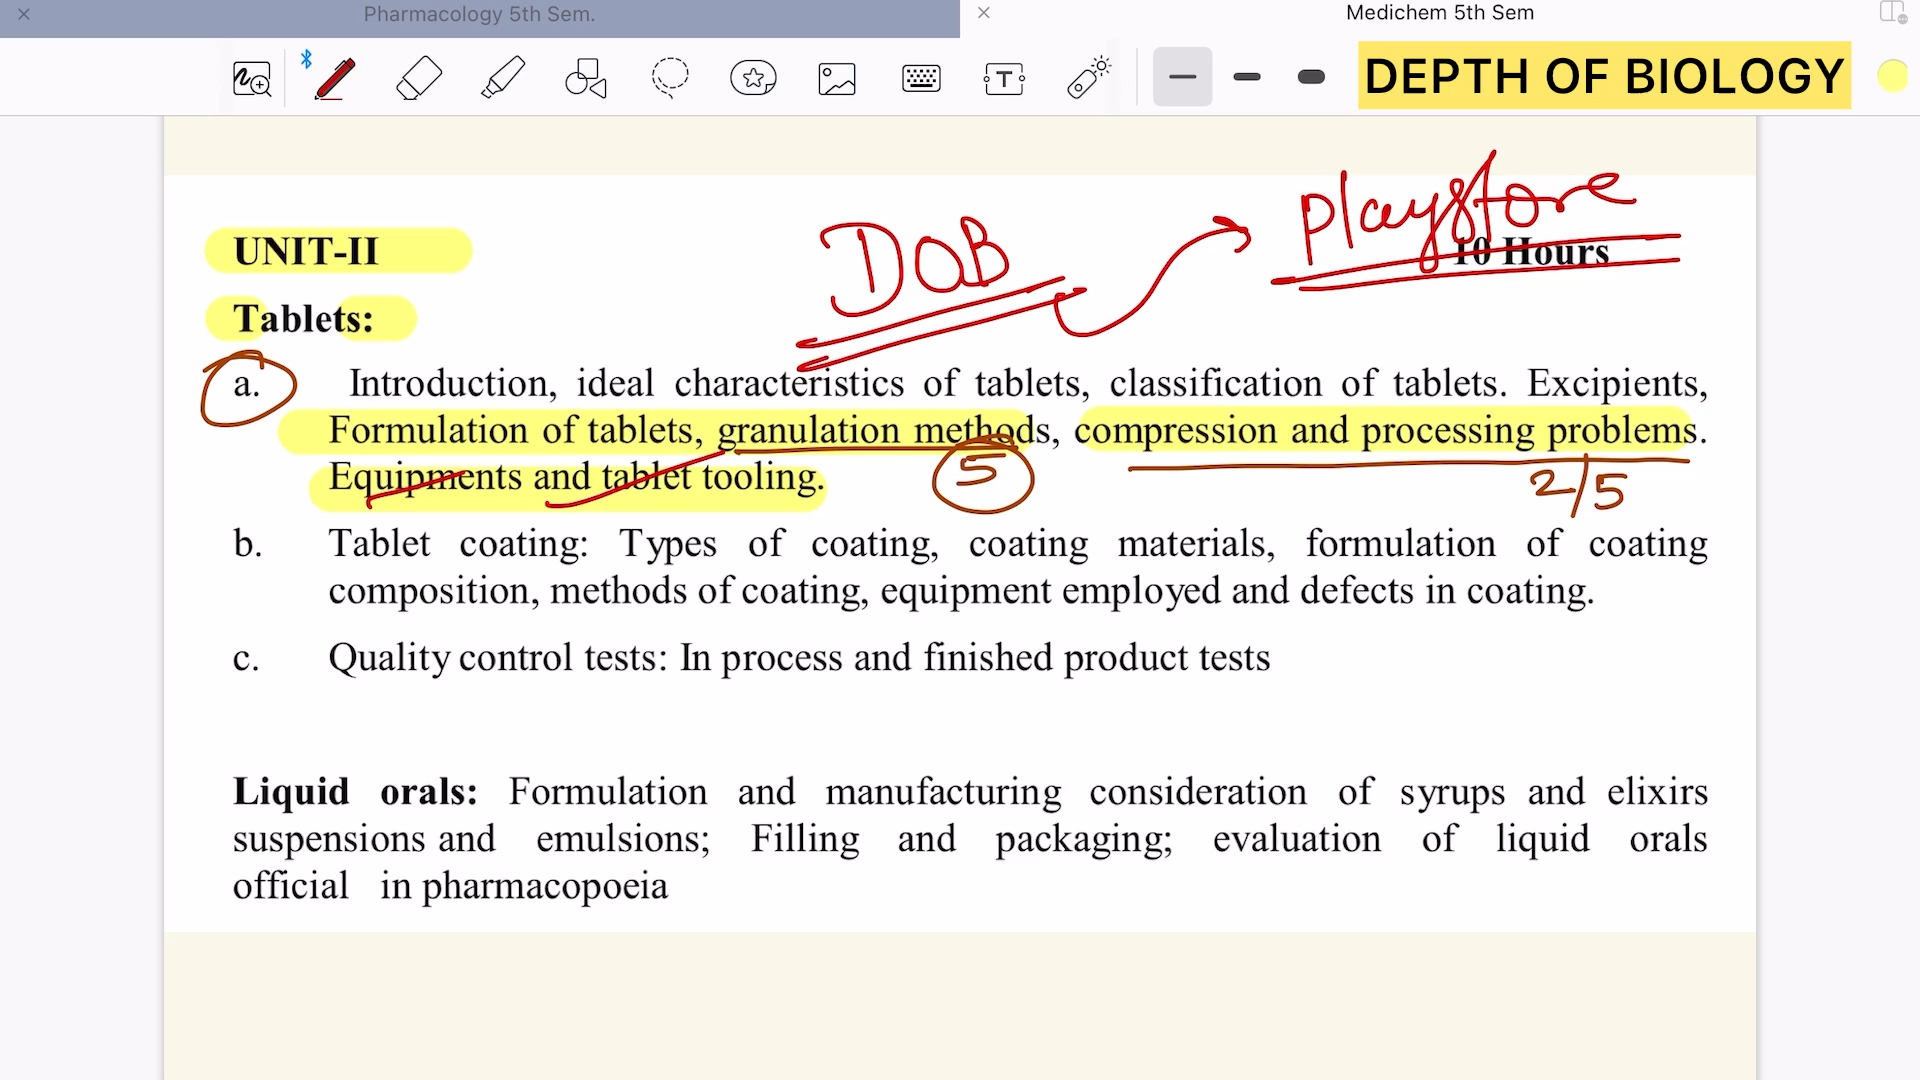 Pharmacology 5th Sem.
Medichem 5th Sem
T
DEPTH OF BIOLOGY
playstore
DOB
UNIT-II
10 Hours
Tablets:
a. Introduction, ideal characteristics of tablets, classification of tablets. Excipients,
Formulation of tablets, granulation methods, compression and processing problems.
Equipments and tablet tooling.
5
2/5
b. Tablet coating: Types of coating, coating materials, formulation of coating
composition, methods of coating, equipment employed and defects in coating.
c. Quality control tests: In process and finished product tests
Liquid orals: Formulation and manufacturing consideration of syrups and elixirs
suspensions and emulsions; Filling and packaging; evaluation of liquid orals
official in pharmacopoeia